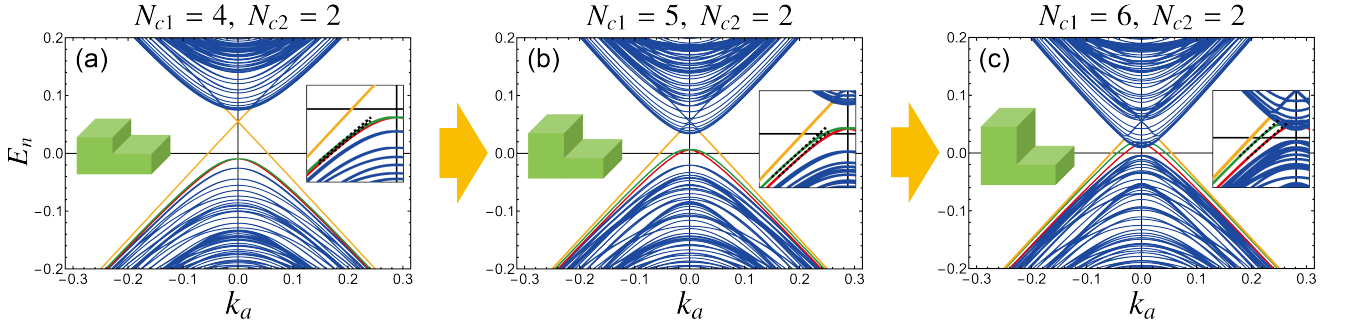 N_{c1} = 4, N_{c2} = 2
N_{c1} = 5, N_{c2} = 2
N_{c1} = 6, N_{c2} = 2
(a)
(b)
(c)
E_n
0.2
0.1
0.0
−0.1
−0.2
0.2
0.1
0.0
−0.1
−0.2
0.2
0.1
0.0
−0.1
−0.2
−0.3 −0.2 −0.1 0.0 0.1 0.2 0.3
−0.3 −0.2 −0.1 0.0 0.1 0.2 0.3
−0.3 −0.2 −0.1 0.0 0.1 0.2 0.3
k_a
k_a
k_a